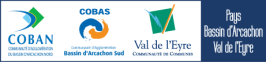 COBAN
COMMUNAUTÉ D'AGGLOMÉRATION
DU BASSIN D'ARCACHON NORD
COBAS
Communauté d'Agglomération
Bassin d'Arcachon Sud
Val de l'Eyre
COMMUNAUTÉ DE COMMUNES
Pays
Bassin d'Arcachon
Val de l'Eyre